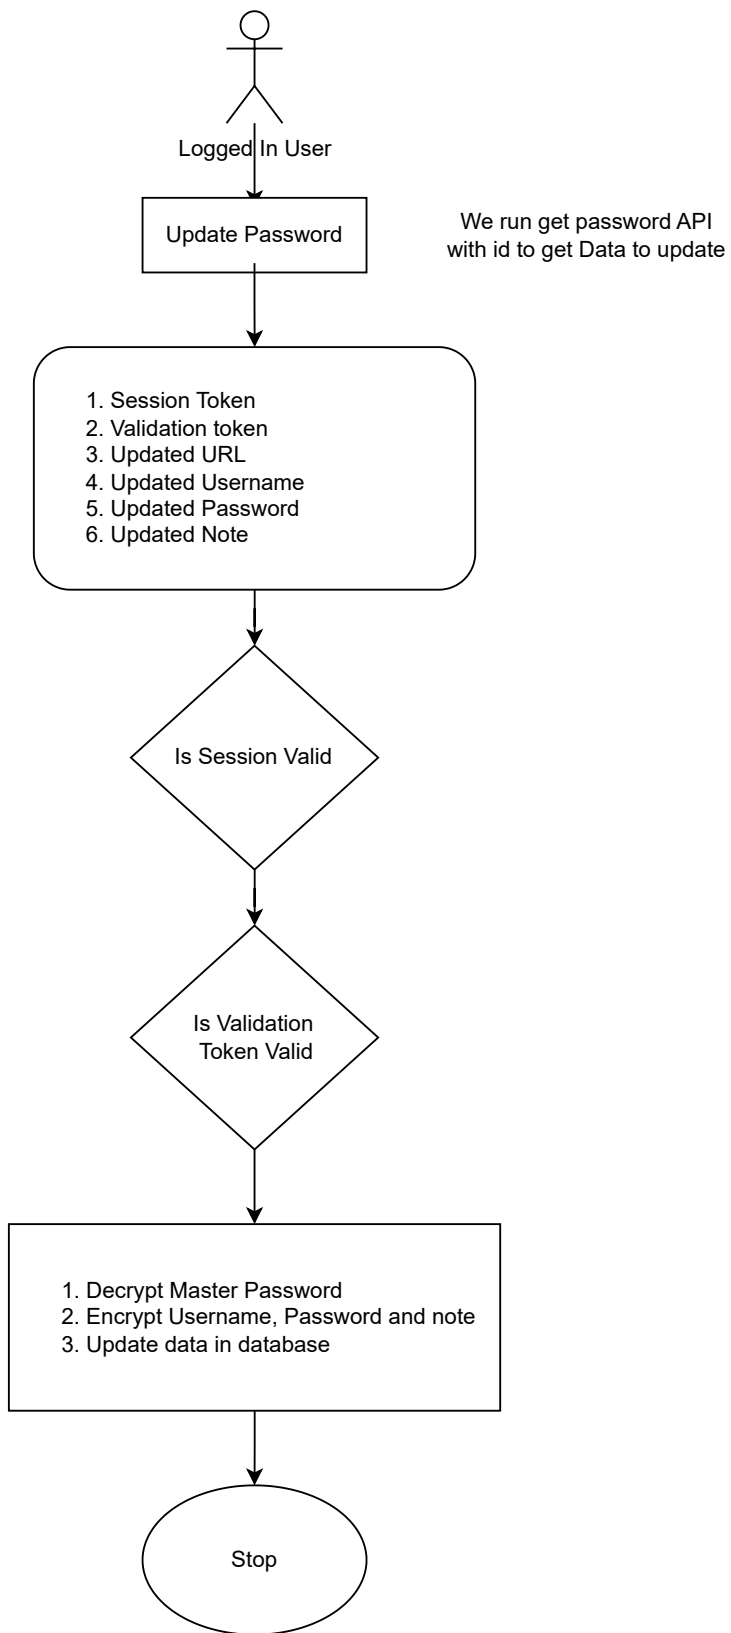 Logged In User
Update Password
We run get password API
with id to get Data to update
1. Session Token
2. Validation token
3. Updated URL
4. Updated Username
5. Updated Password
6. Updated Note
Is Session Valid
Is Validation
Token Valid
1. Decrypt Master Password
2. Encrypt Username, Password and note
3. Update data in database
Stop